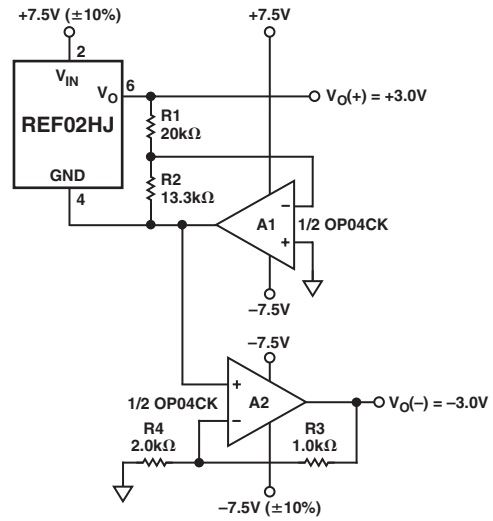 +7.5V (±10%)
+7.5V
2
VIN
VO
6
VO(+) = +3.0V
REF02HJ
R1
20kΩ
GND
R2
13.3kΩ
4
–
A1
1/2 OP04CK
+
–7.5V
–7.5V
+
1/2 OP04CK
A2
VO(–) = –3.0V
–
R4
2.0kΩ
R3
1.0kΩ
–7.5V (±10%)